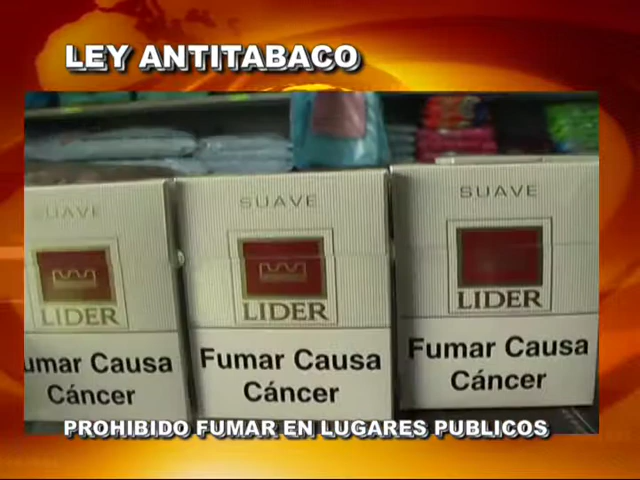 LEY ANTITABACO
SUAVE
LIDER
umar Causa
Cáncer
SUAVE
LIDER
Fumar Causa
Cáncer
SUAVE
LIDER
Fumar Causa
Cáncer
PROHIBIDO FUMAR EN LUGARES PUBLICOS